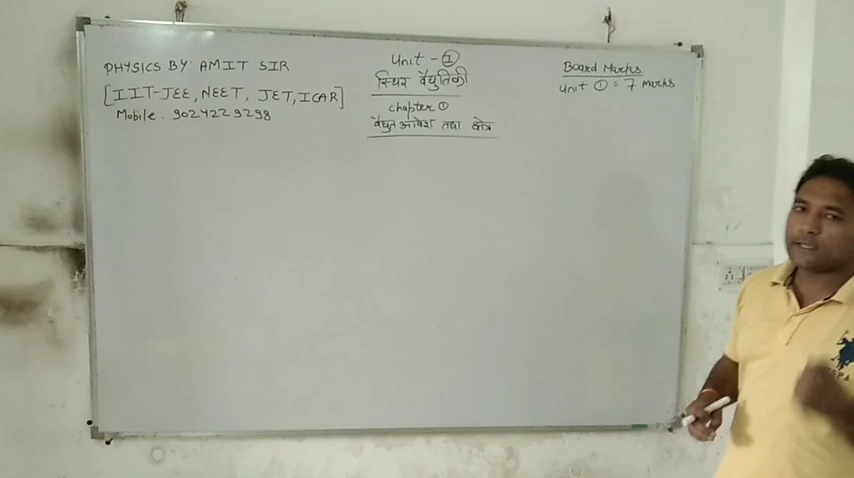 PHYSICS BY: AMIT SIR
[IIT-JEE, NEET, JET, ICAR]
Mobile: 9024229298
Unit - ①
स्थिर वैद्युतिकी
chapter ①
वैद्युत आवेश तथा क्षेत्र
Board Marks
Unit ① = 7 Marks